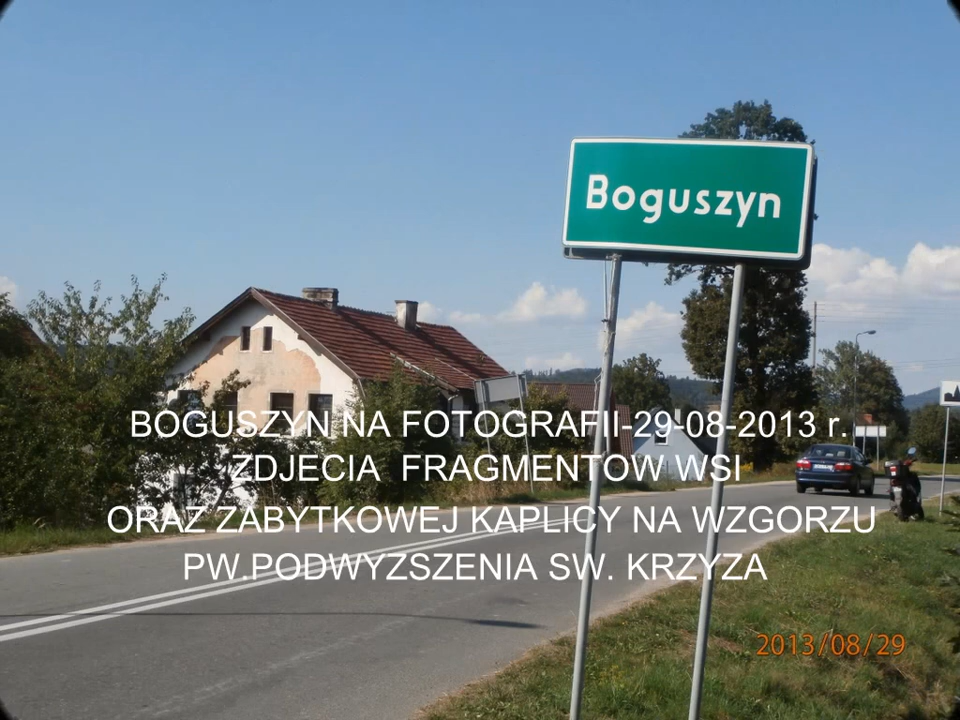 Boguszyn
BOGUSZYN NA FOTOGRAFII-29-08-2013 r.
ZDJECIA FRAGMENTOW WSI
ORAZ ZABYTKOWEJ KAPLICY NA WZGORZU
PW.PODWYZSZENIA SW. KRZYZA
2013/08/29